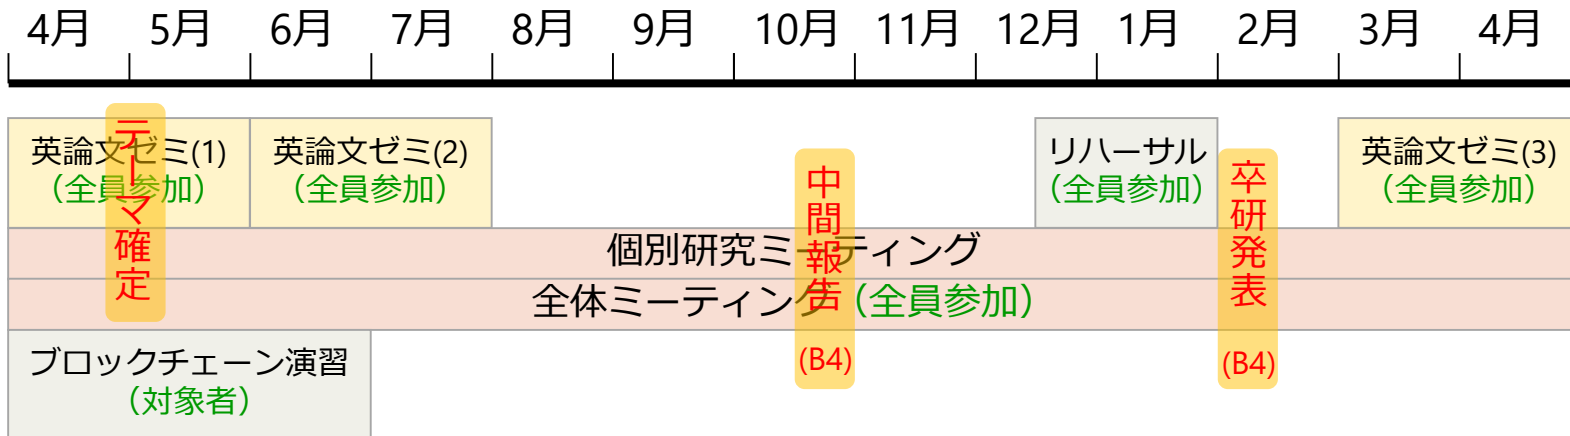 4月 5月 6月 7月 8月 9月 10月 11月 12月 1月 2月 3月 4月
英論文ゼミ(1)
（全員参加）
英論文ゼミ(2)
（全員参加）
リハーサル
（全員参加）
英論文ゼミ(3)
（全員参加）
テーマ確定
中間報告
(B4)
卒研発表
(B4)
個別研究ミーティング
全体ミーティング（全員参加）
ブロックチェーン演習
（対象者）